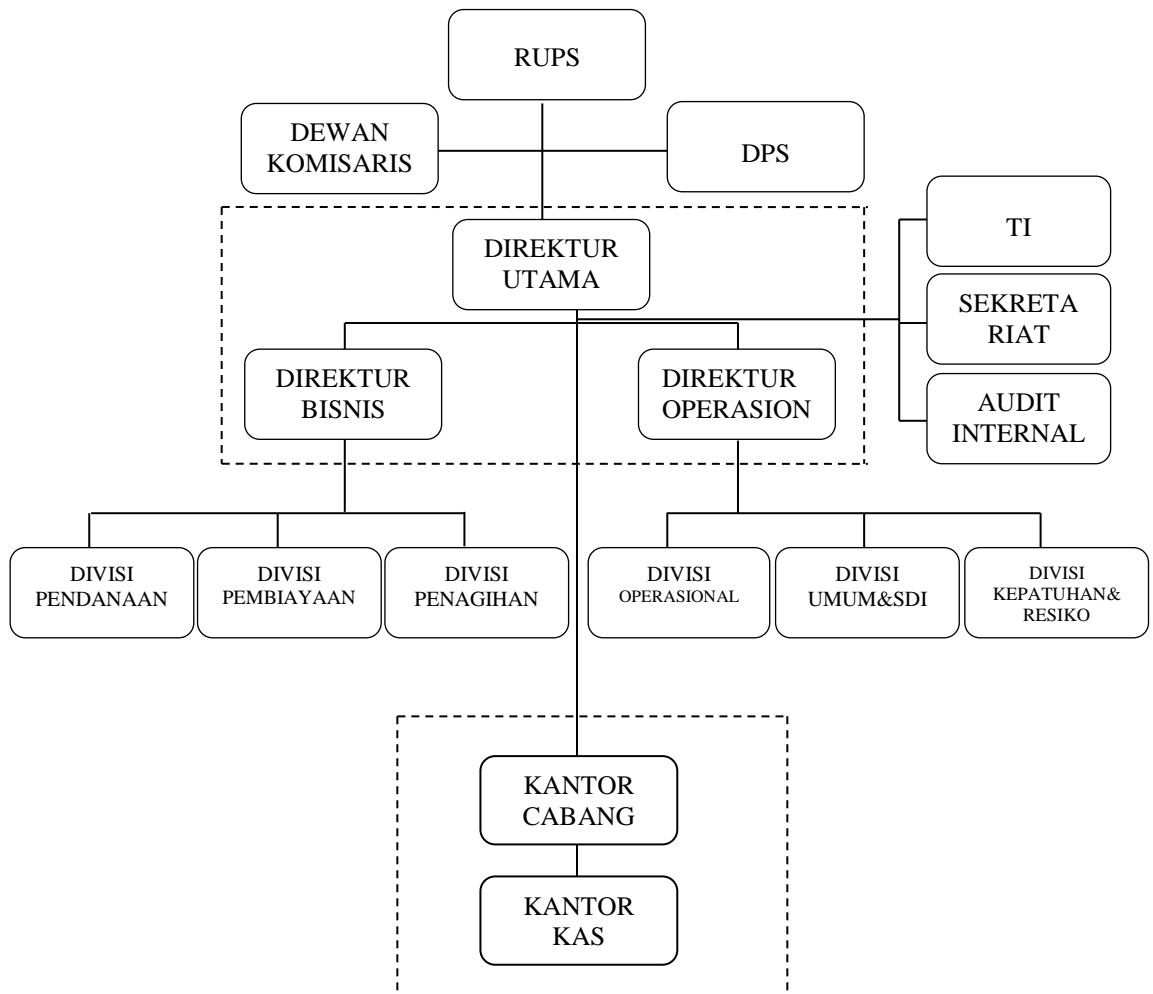 RUPS
DEWAN
KOMISARIS
DPS
DIREKTUR
UTAMA
TI
SEKRETA
RIAT
AUDIT
INTERNAL
DIREKTUR
BISNIS
DIREKTUR
OPERASION
DIVISI
PENDANAAN
DIVISI
PEMBIAYAAN
DIVISI
PENAGIHAN
DIVISI
OPERASIONAL
DIVISI
UMUM&SDI
DIVISI
KEPATUHAN&
RESIKO
KANTOR
CABANG
KANTOR
KAS